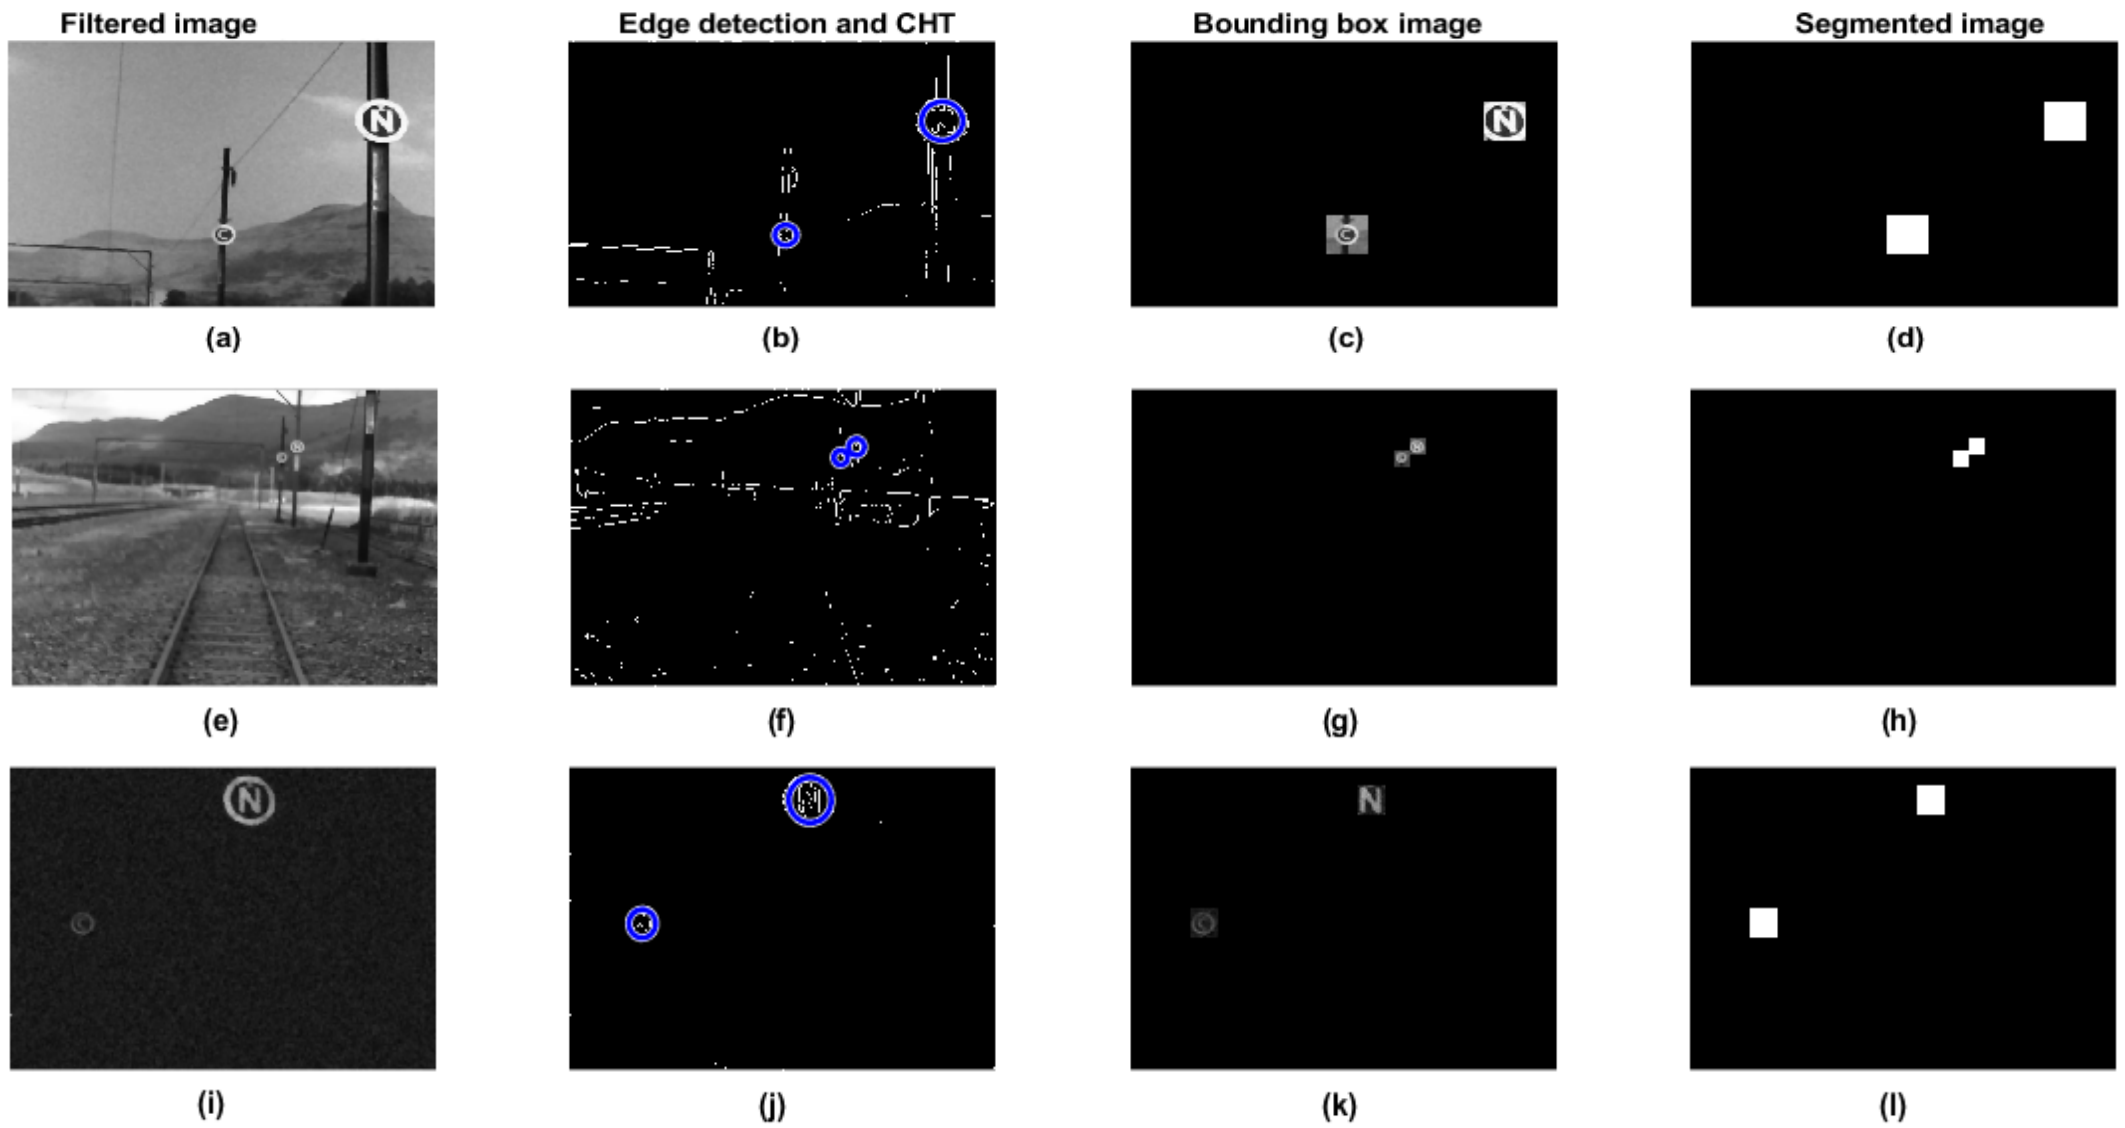 Filtered image Edge detection and CHT Bounding box image Segmented image
N
C
N
C
(a) (b) (c) (d)
(e) (f) (g) (h)
N
N
N
C
C
(i) (j) (k) (l)